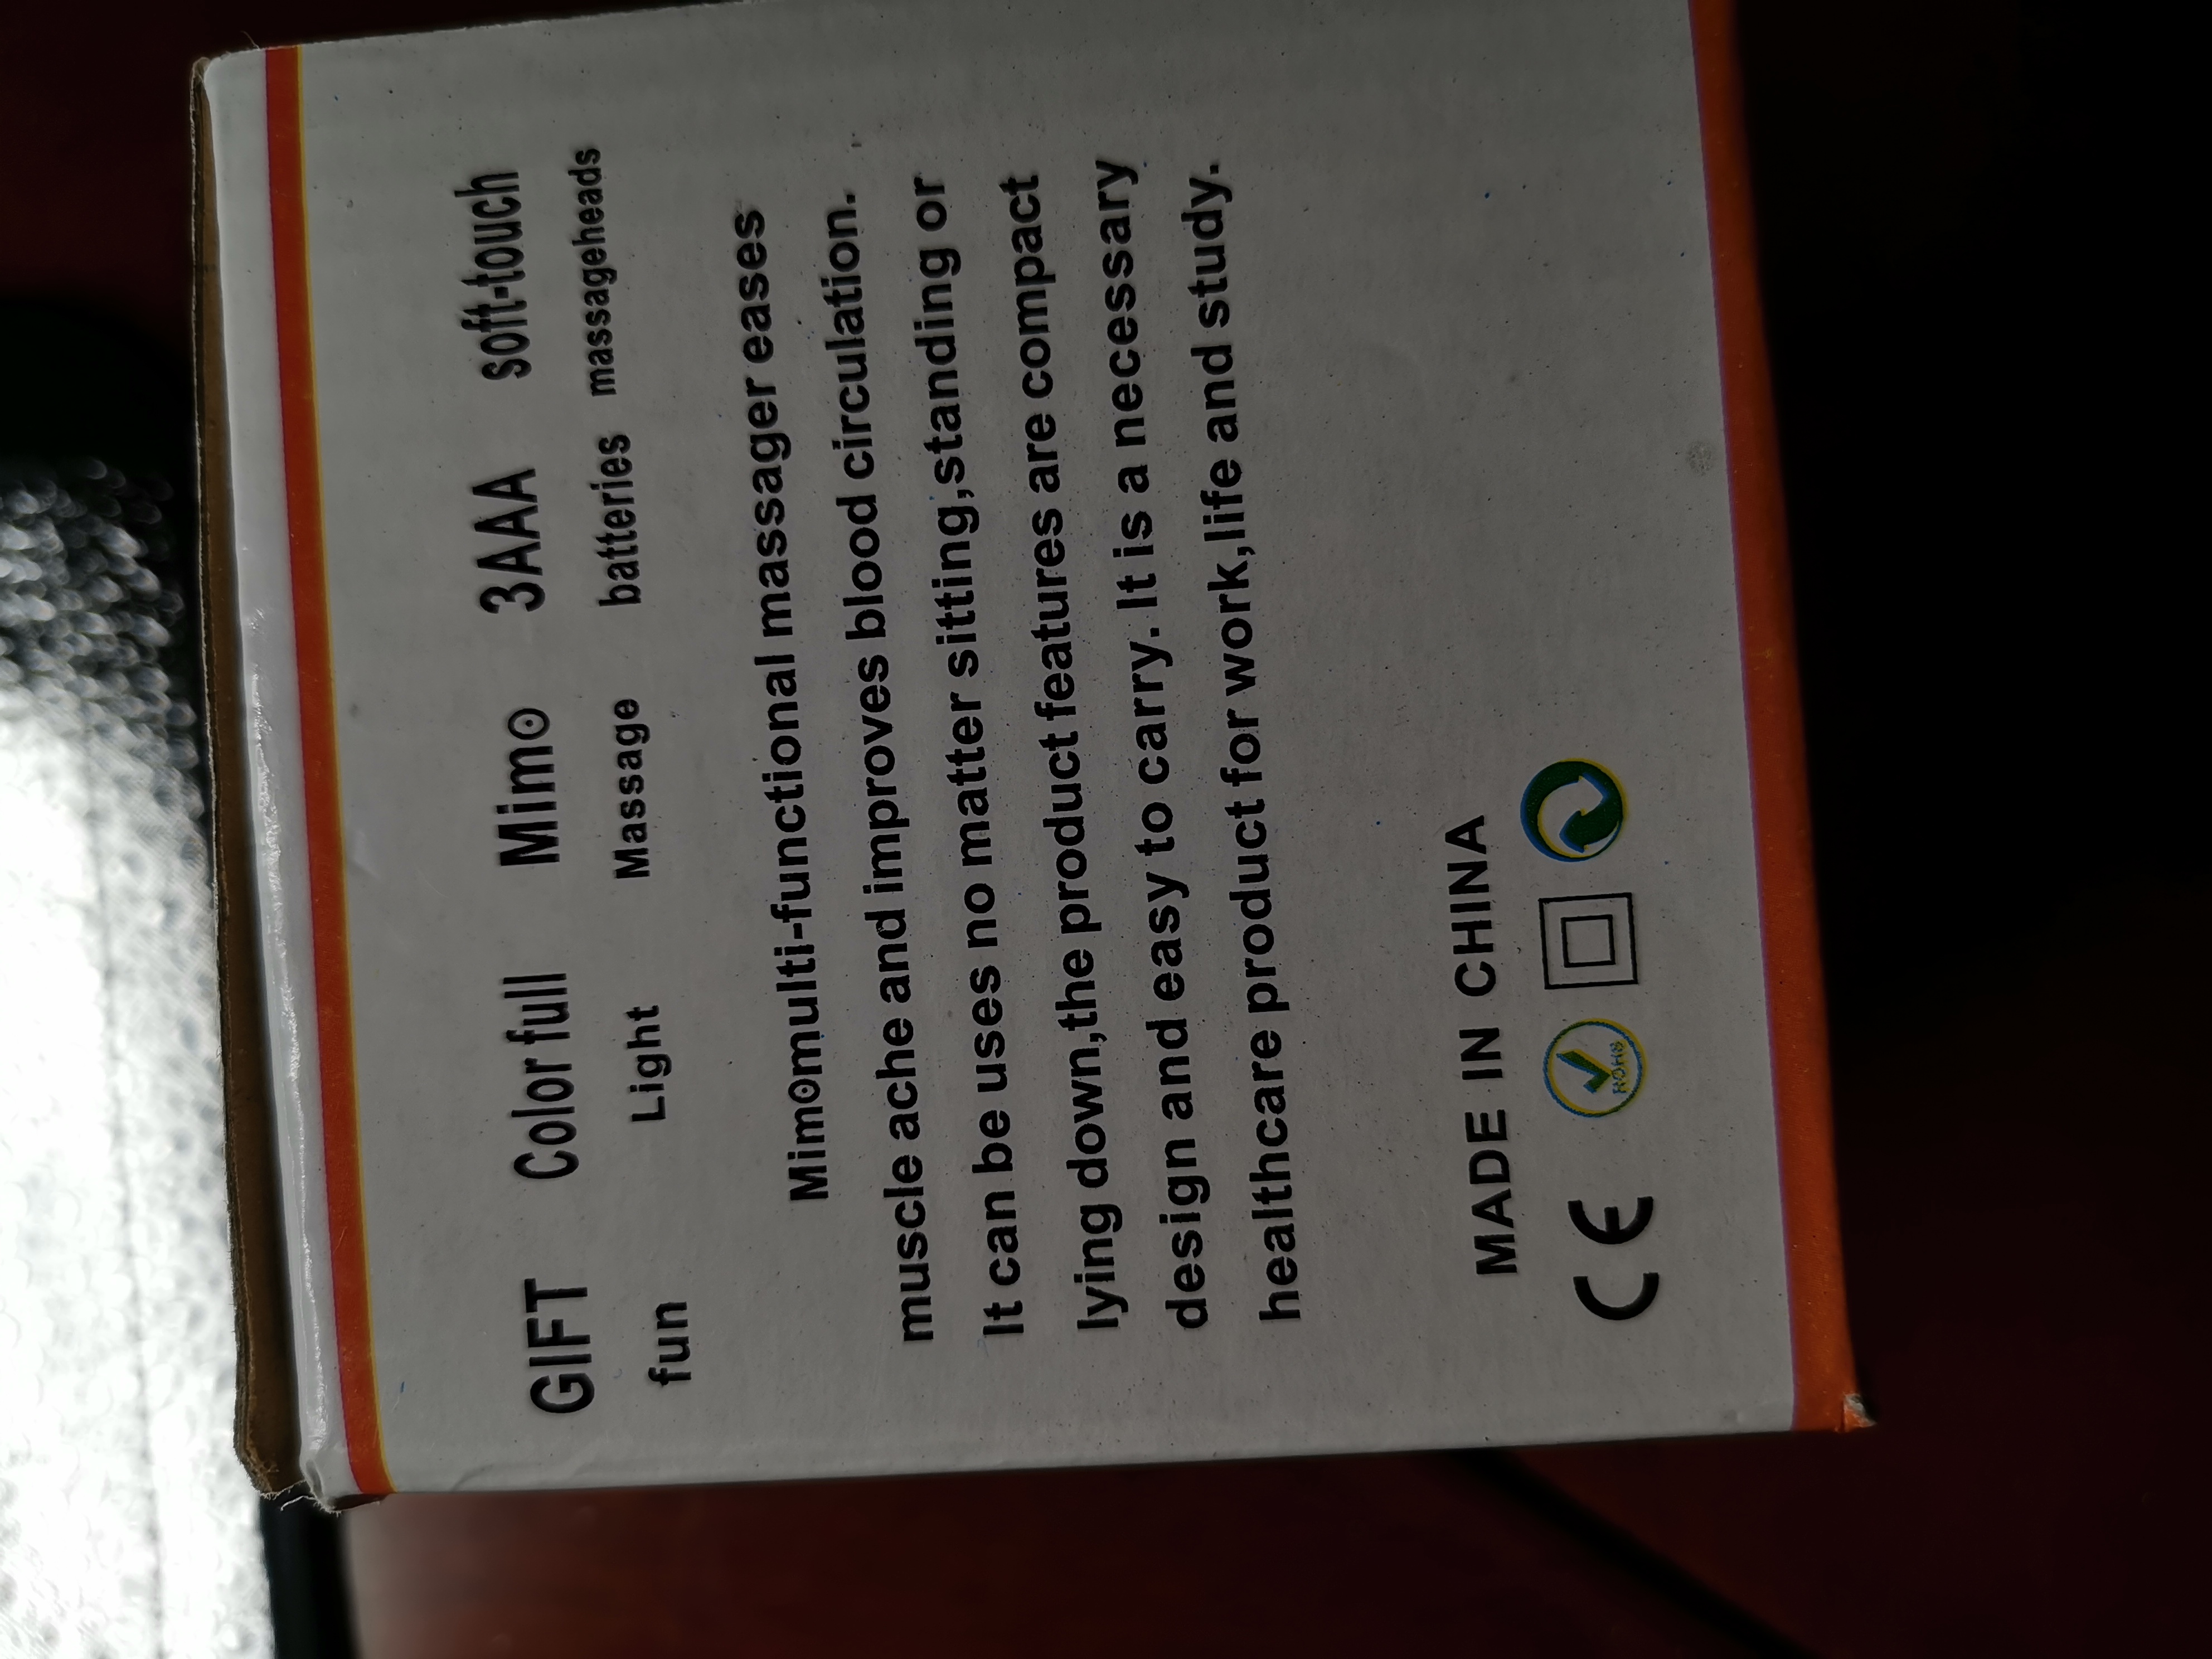 GIFT Colorfull Mimo 3AAA soft-touch
fun Light Massage batteries massageheads
Mimomulti-functional massager eases
muscle ache and improves blood circulation.
It can be uses no matter sitting,standing or
lying down,the product features are compact
design and easy to carry. It is a necessary
healthcare product for work,life and study.
MADE IN CHINA
CE ROHS